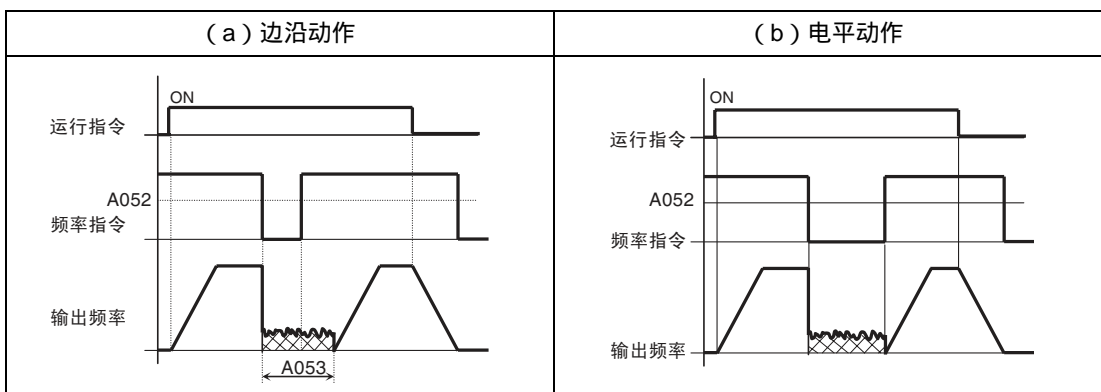 （a）边沿动作
（b）电平动作
ON
运行指令
A052
频率指令
输出频率
A053
ON
运行指令
A052
频率指令
输出频率